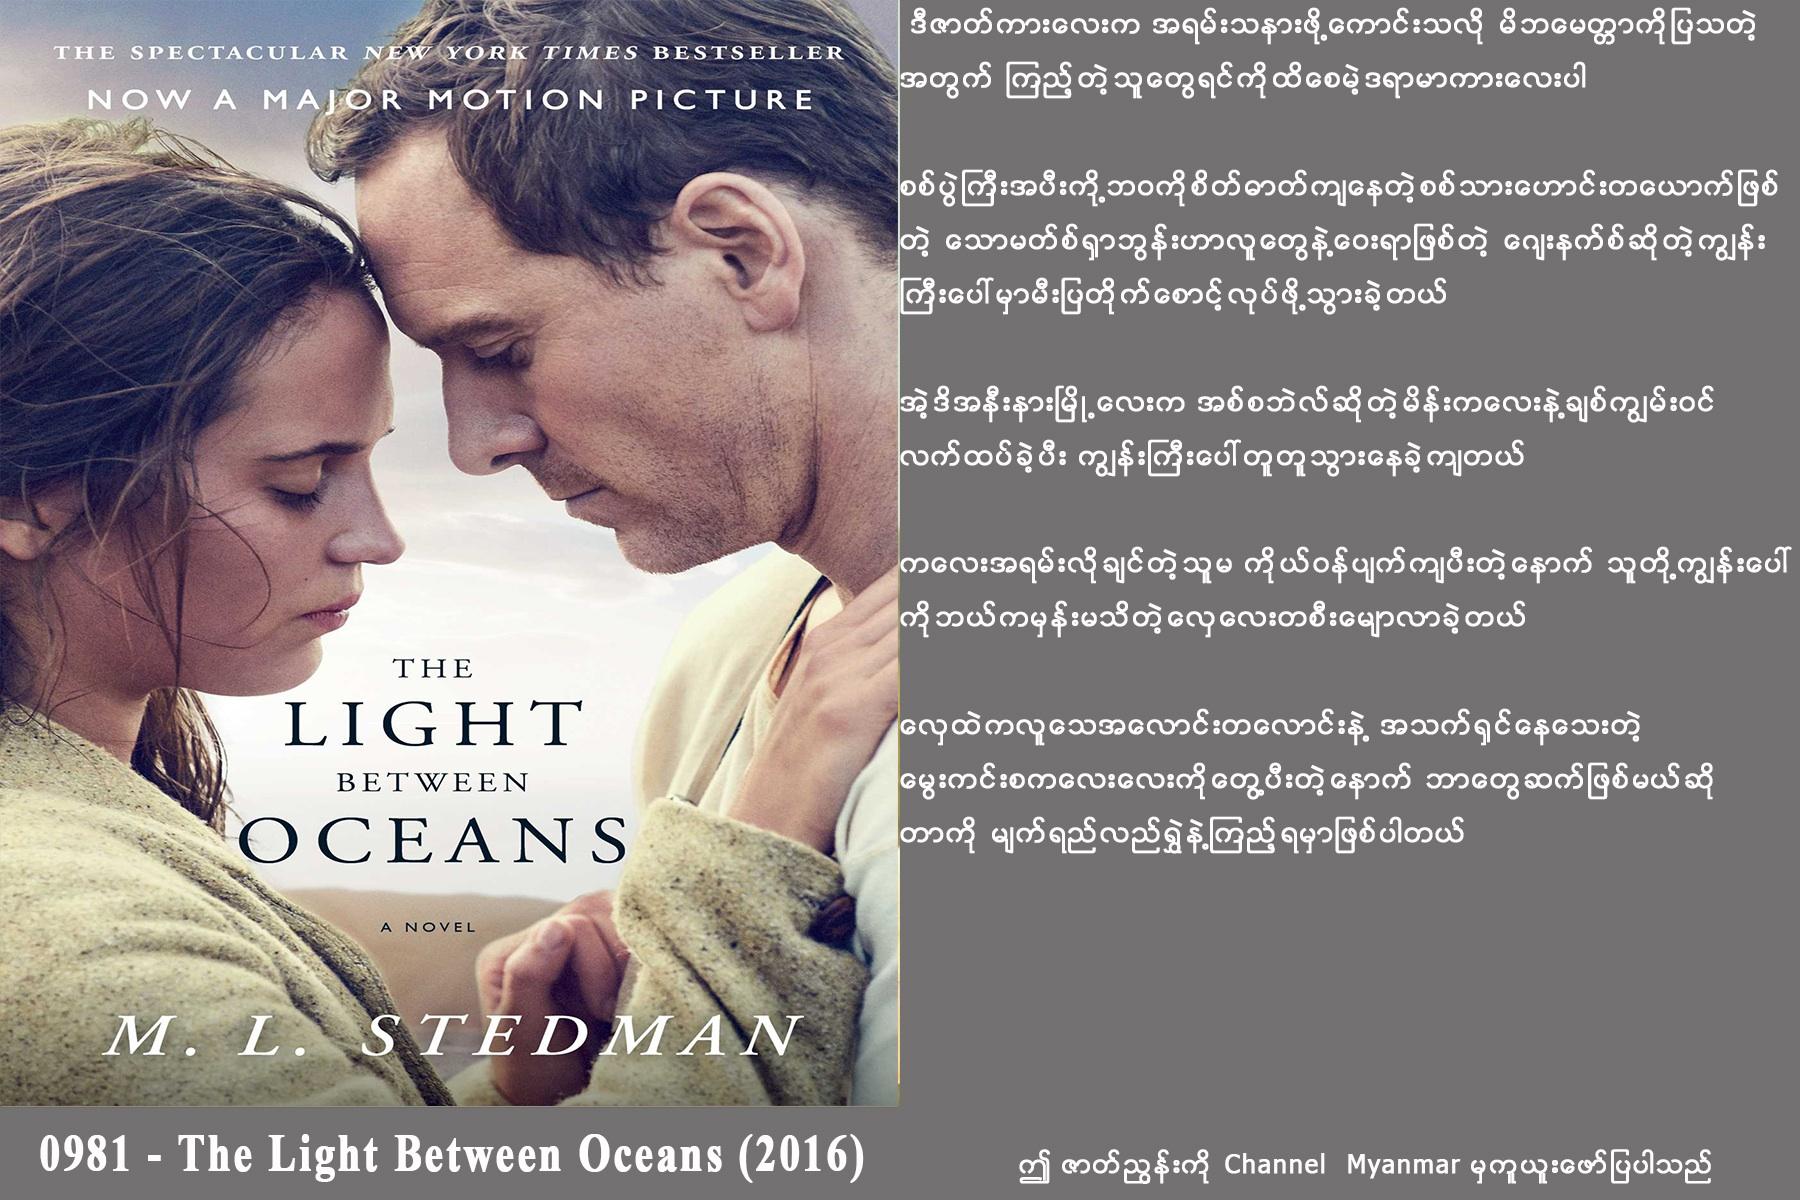 THE SPECTACULAR NEW YORK TIMES BESTSELLER
NOW A MAJOR MOTION PICTURE
THE
LIGHT
BETWEEN
OCEANS
A NOVEL
M. L. STEDMAN
0981 - The Light Between Oceans (2016)
ဒီဇာတ်ကားလေးက အရမ်းသနားဖို့ကောင်းသလို မိဘမေတ္တာကိုပြသတဲ့
အတွက် ကြည့်တဲ့သူတွေရင်ကိုထိစေမဲ့ဒရာမာကားလေးပါ
စစ်ပွဲကြီးအပီးကို့ဘဝကိုစိတ်ဓာတ်ကျနေတဲ့စစ်သားဟောင်းတယောက်ဖြစ်
တဲ့ သောမတ်စ်ရှာဘွန်းဟာလူတွေနဲ့ဝေးရာဖြစ်တဲ့ ဂျေးနက်စ်ဆိုတဲ့ကျွန်း
ကြီးပေါ်မှာမီးပြတိုက်စောင့်လုပ်ဖို့သွားခဲ့တယ်
အဲ့ဒိအနီးနားမြို့လေးက အစ်စဘဲလ်ဆိုတဲ့မိန်းကလေးနဲ့ချစ်ကျွမ်းဝင်
လက်ထပ်ခဲ့ပီး ကျွန်းကြီးပေါ်တူတူသွားနေခဲ့ကျတယ်
ကလေးအရမ်းလိုချင်တဲ့သူမ ကိုယ်ဝန်ပျက်ကျပီးတဲ့နောက် သူတို့ကျွန်းပေါ်
ကိုဘယ်ကမှန်းမသိတဲ့လှေလေးတစီးမျောလာခဲ့တယ်
လှေထဲကလူသေအလောင်းတလောင်းနဲ့ အသက်ရှင်နေသေးတဲ့
မွေးကင်းစကလေးလေးကိုတွေ့ပီးတဲ့နောက် ဘာတွေဆက်ဖြစ်မယ်ဆို
တာကို မျက်ရည်လည်ရွှဲနဲ့ကြည့်ရမှာဖြစ်ပါတယ်
ဤ ဇာတ်ညွှန်းကို Channel Myanmar မှကူယူးဖော်ပြပါသည်